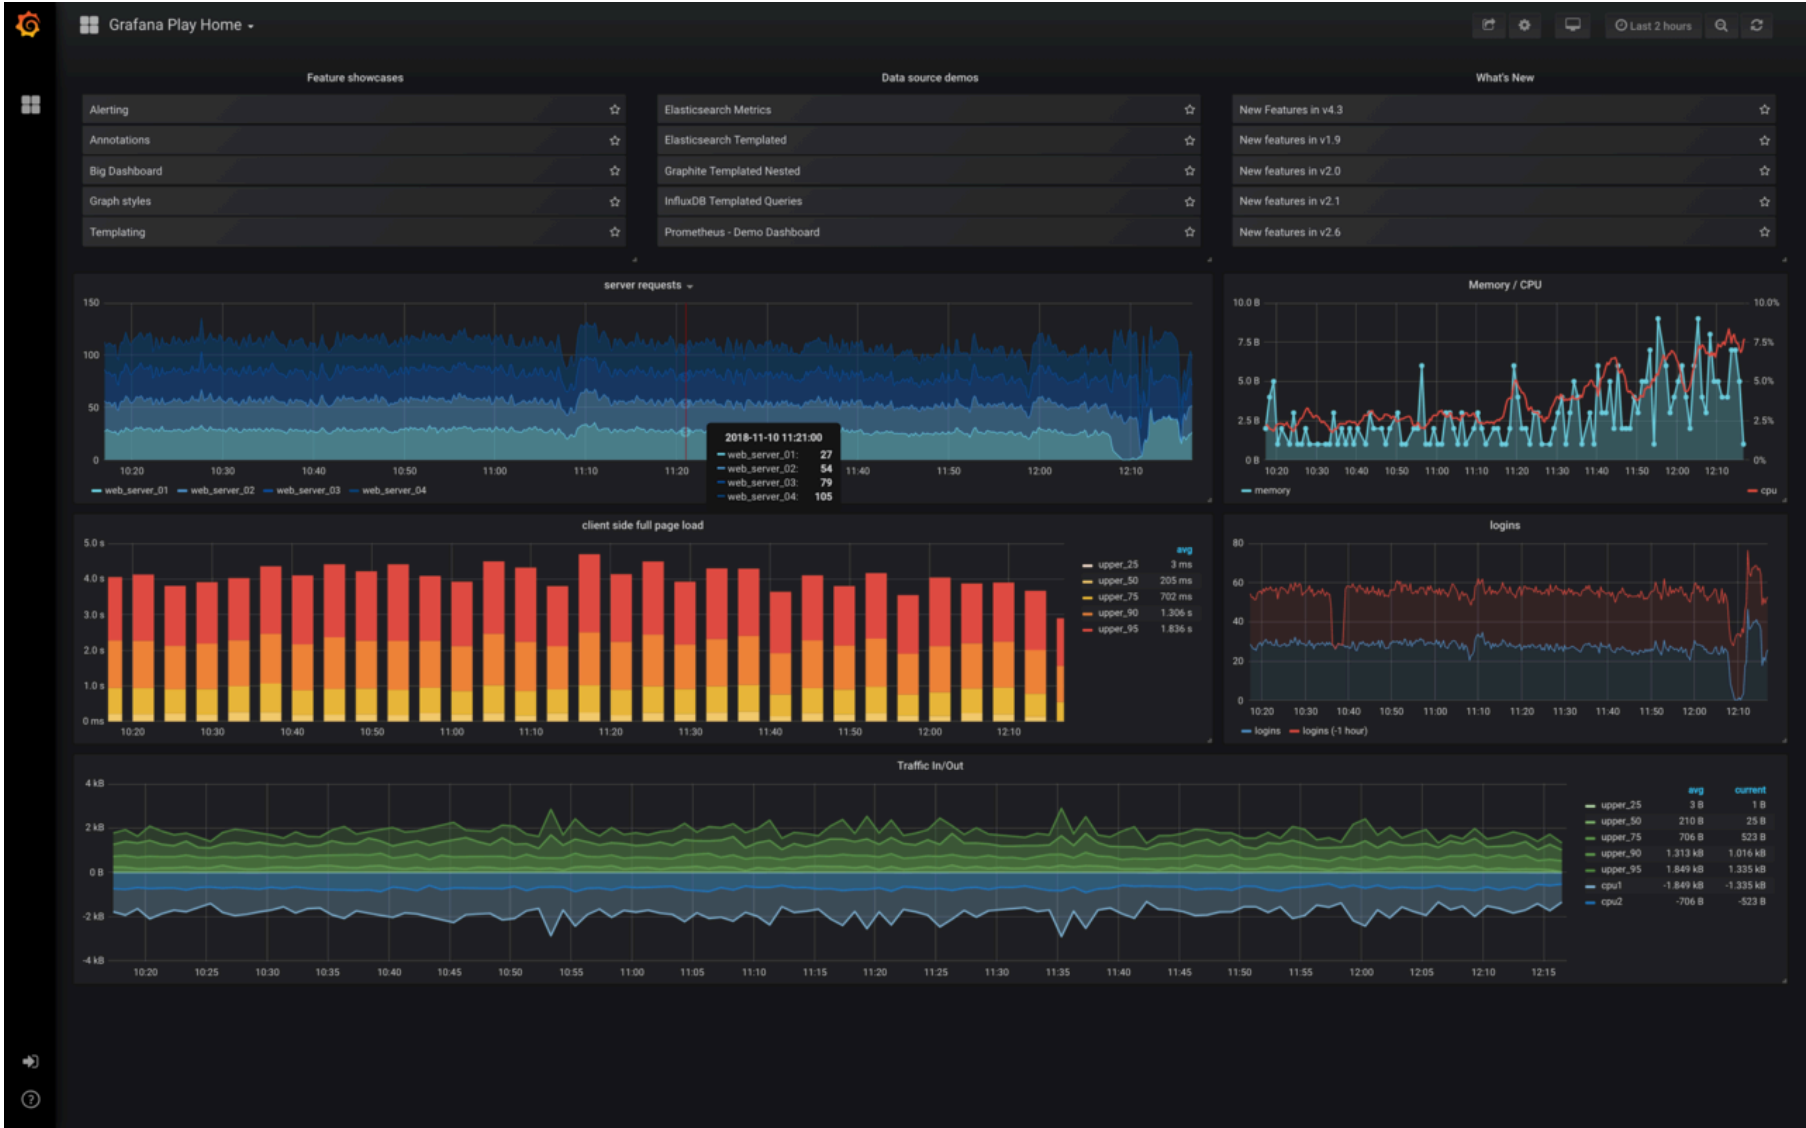 Grafana Play Home
Last 2 hours
Feature showcases
Alerting
Annotations
Big Dashboard
Graph styles
Templating
Data source demos
Elasticsearch Metrics
Elasticsearch Templated
Graphite Templated Nested
InfluxDB Templated Queries
Prometheus - Demo Dashboard
What's New
New Features in v4.3
New features in v1.9
New features in v2.0
New features in v2.1
New features in v2.6
server requests
150
100
50
0
10:20 10:30 10:40 10:50 11:00 11:10 11:20 11:40 11:50 12:00 12:10
2018-11-10 11:21:00
web_server_01: 27
web_server_02: 54
web_server_03: 79
web_server_04: 105
web_server_01 web_server_02 web_server_03 web_server_04
Memory / CPU
10.0 B 10.0%
7.5 B 7.5%
5.0 B 5.0%
2.5 B 2.5%
0 B 0%
10:20 10:30 10:40 10:50 11:00 11:10 11:20 11:30 11:40 11:50 12:00 12:10
memory cpu
client side full page load
5.0 s
4.0 s
3.0 s
2.0 s
1.0 s
0 ms
10:20 10:30 10:40 10:50 11:00 11:10 11:20 11:30 11:40 11:50 12:00 12:10
avg
upper_25 3 ms
upper_50 205 ms
upper_75 702 ms
upper_90 1.306 s
upper_95 1.836 s
logins
80
60
40
20
0
10:20 10:30 10:40 10:50 11:00 11:10 11:20 11:30 11:40 11:50 12:00 12:10
logins logins (-1 hour)
Traffic In/Out
4 kB
2 kB
0 B
-2 kB
-4 kB
10:20 10:25 10:30 10:35 10:40 10:45 10:50 10:55 11:00 11:05 11:10 11:15 11:20 11:25 11:30 11:35 11:40 11:45 11:50 11:55 12:00 12:05 12:10 12:15
avg current
upper_25 3 B 1 B
upper_50 210 B 25 B
upper_75 706 B 523 B
upper_90 1.313 kB 1.016 kB
upper_95 1.849 kB 1.335 kB
cpu1 -1.849 kB -1.335 kB
cpu2 -706 B -523 B